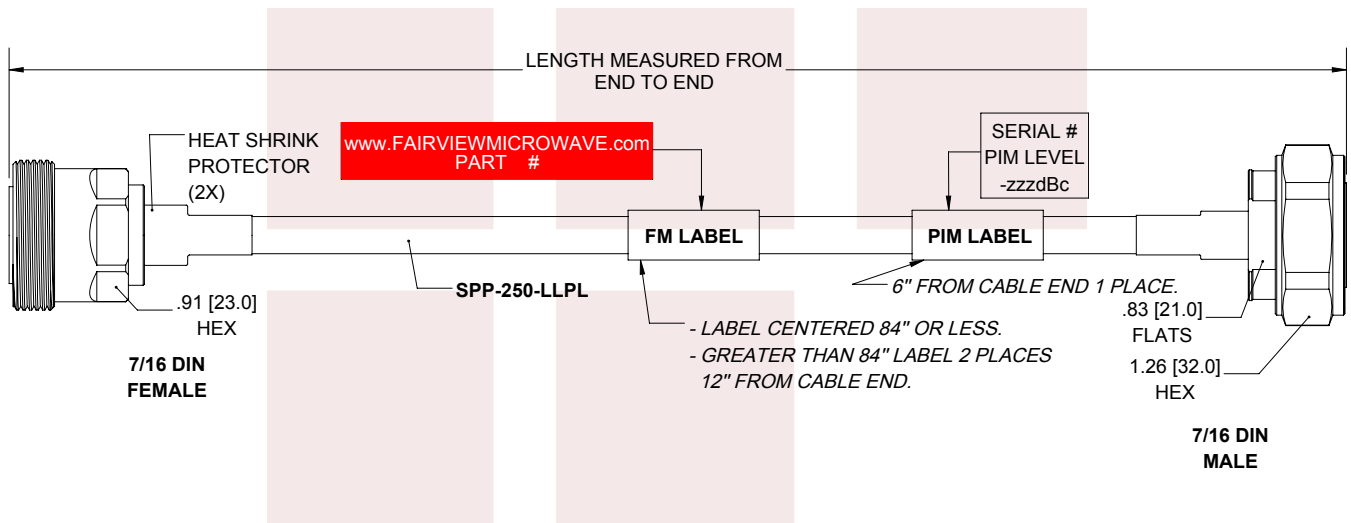 LENGTH MEASURED FROM
END TO END
HEAT SHRINK
PROTECTOR
(2X)
www.FAIRVIEWMICROWAVE.com
PART #
SERIAL #
PIM LEVEL
-zzzdBc
FM LABEL
PIM LABEL
SPP-250-LLPL
6" FROM CABLE END 1 PLACE.
.91 [23.0]
HEX
- LABEL CENTERED 84" OR LESS.
- GREATER THAN 84" LABEL 2 PLACES
12" FROM CABLE END.
.83 [21.0]
FLATS
1.26 [32.0]
HEX
7/16 DIN
FEMALE
7/16 DIN
MALE